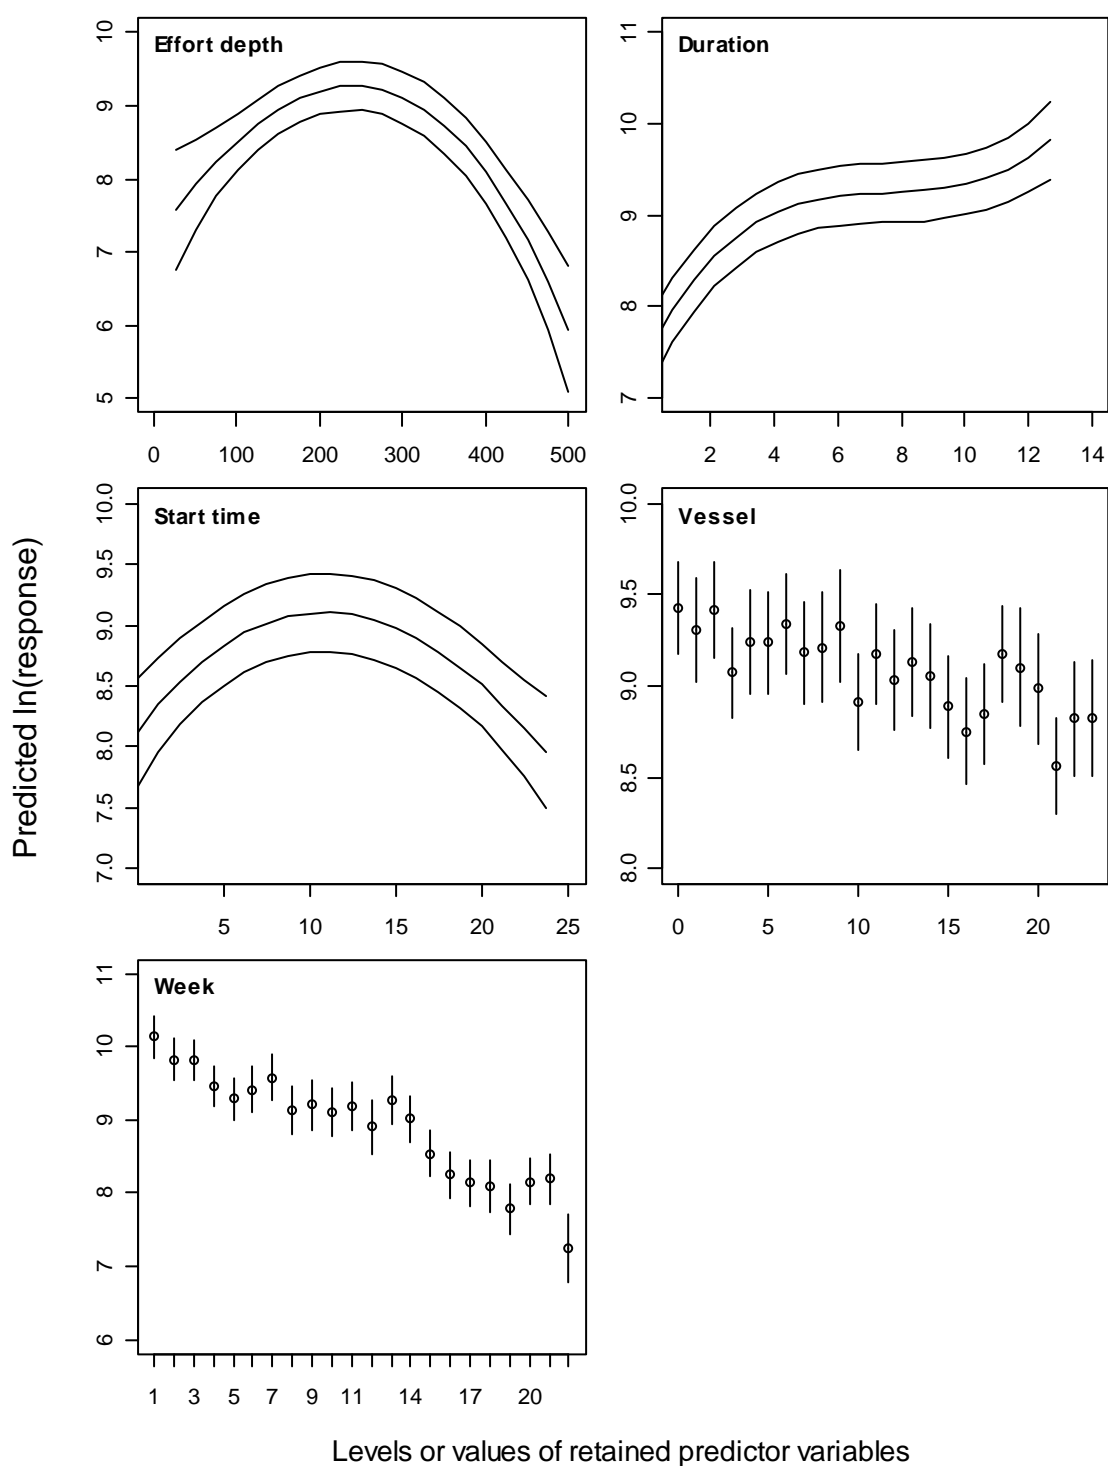 Predicted ln(response)
Effort depth
10
9
8
7
6
5
0 100 200 300 400 500
Duration
11
10
9
8
7
2 4 6 8 10 12 14
Start time
10.0
9.5
9.0
8.5
8.0
7.5
7.0
5 10 15 20 25
Vessel
10.0
9.5
9.0
8.5
8.0
0 5 10 15 20
Week
11
10
9
8
7
6
1 3 5 7 9 11 14 17 20
Levels or values of retained predictor variables